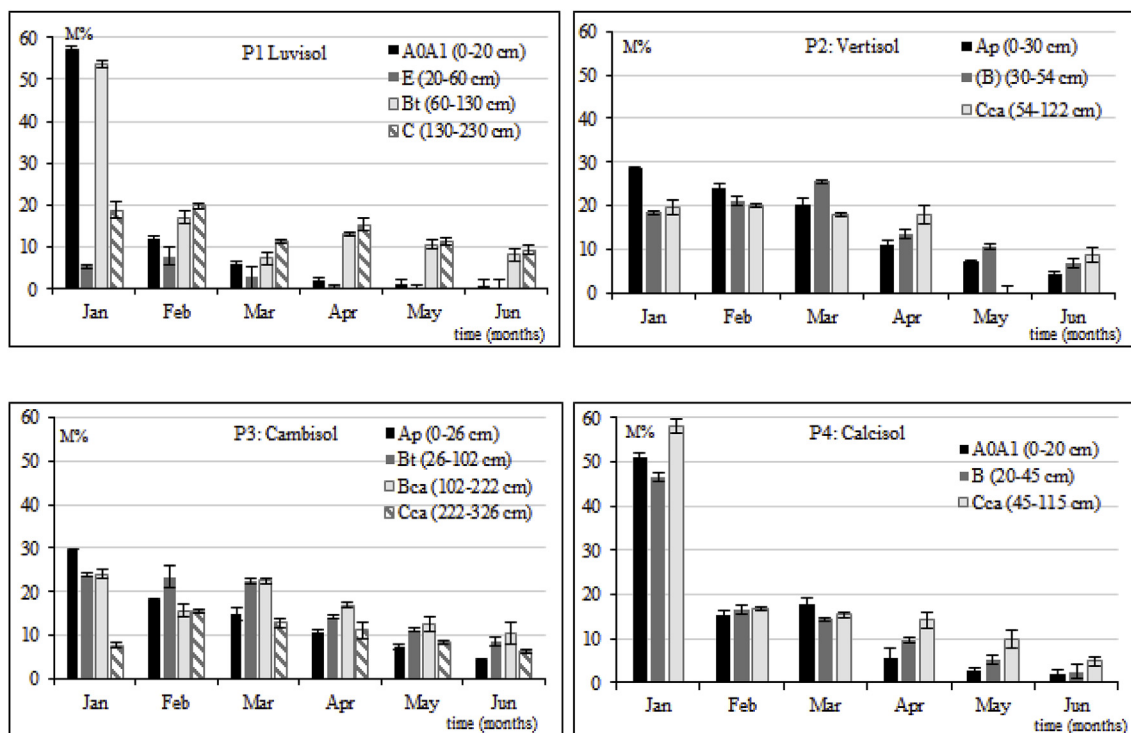 M%
P1 Luvisol
A0A1 (0-20 cm)
E (20-60 cm)
Bt (60-130 cm)
C (130-230 cm)
60
50
40
30
20
10
0
Jan Feb Mar Apr May Jun
time (months)
M%
P2: Vertisol
Ap (0-30 cm)
(B) (30-54 cm)
Cca (54-122 cm)
60
50
40
30
20
10
0
Jan Feb Mar Apr May Jun
time (months)
M%
P3: Cambisol
Ap (0-26 cm)
Bt (26-102 cm)
Bca (102-222 cm)
Cca (222-326 cm)
60
50
40
30
20
10
0
Jan Feb Mar Apr May Jun
time (months)
M%
P4: Calcisol
A0A1 (0-20 cm)
B (20-45 cm)
Cca (45-115 cm)
60
50
40
30
20
10
0
Jan Feb Mar Apr May Jun
time (months)